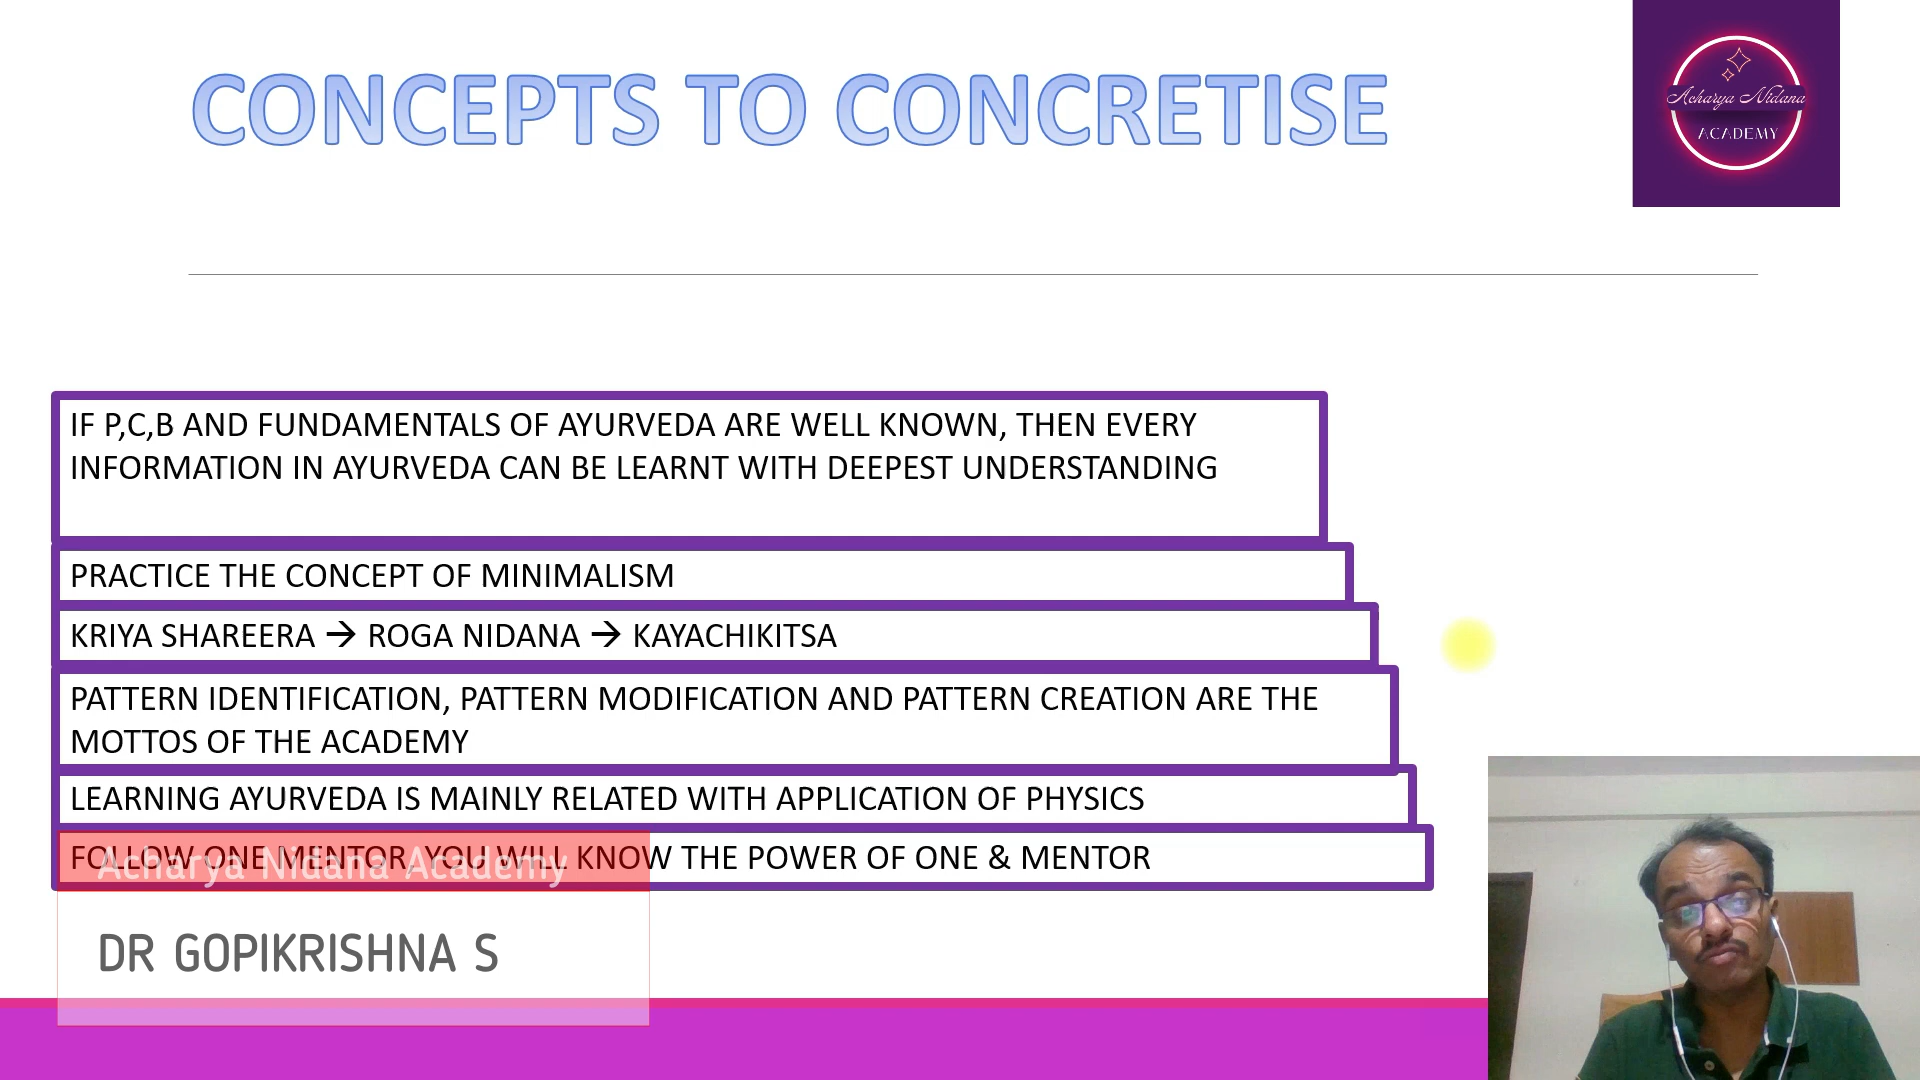 CONCEPTS TO CONCRETISE
Acharya Nidana
ACADEMY
IF P,C,B AND FUNDAMENTALS OF AYURVEDA ARE WELL KNOWN, THEN EVERY
INFORMATION IN AYURVEDA CAN BE LEARNT WITH DEEPEST UNDERSTANDING
PRACTICE THE CONCEPT OF MINIMALISM
KRIYA SHAREERA → ROGA NIDANA → KAYACHIKITSA
PATTERN IDENTIFICATION, PATTERN MODIFICATION AND PATTERN CREATION ARE THE
MOTTOS OF THE ACADEMY
LEARNING AYURVEDA IS MAINLY RELATED WITH APPLICATION OF PHYSICS
FOLLOW ONE MENTOR, YOU WILL KNOW THE POWER OF ONE & MENTOR
Acharya Nidana Academy
DR GOPIKRISHNA S